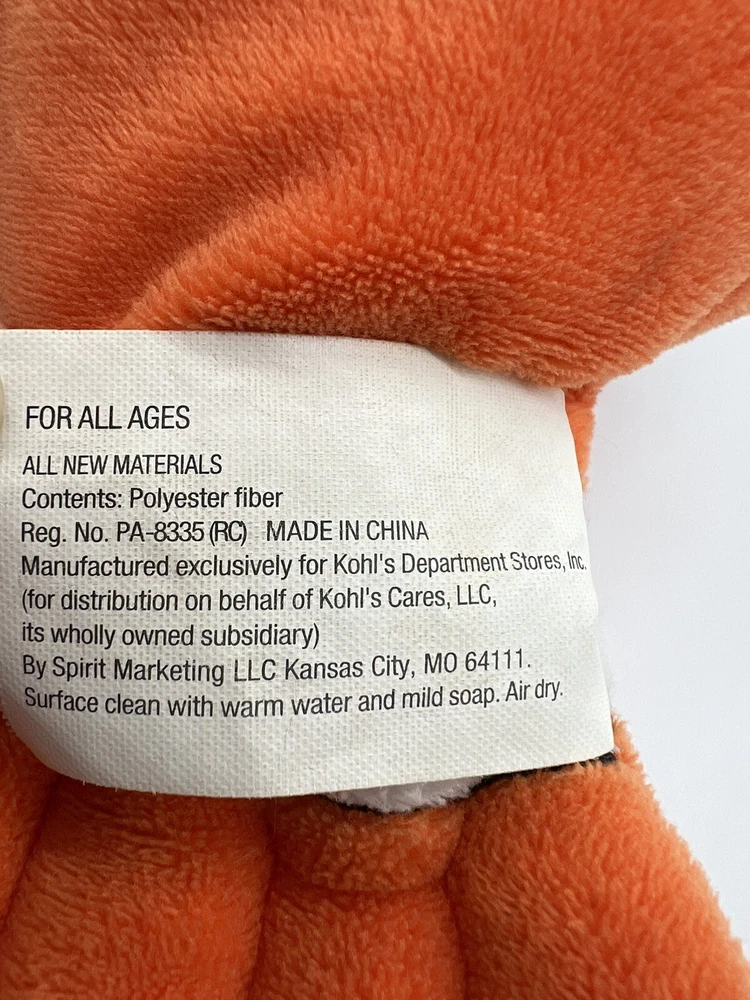 FOR ALL AGES
ALL NEW MATERIALS
Contents: Polyester fiber
Reg. No. PA-8335 (RC) MADE IN CHINA
Manufactured exclusively for Kohl's Department Stores, Inc.
(for distribution on behalf of Kohl's Cares, LLC,
its wholly owned subsidiary)
By Spirit Marketing LLC Kansas City, MO 64111.
Surface clean with warm water and mild soap. Air dry.